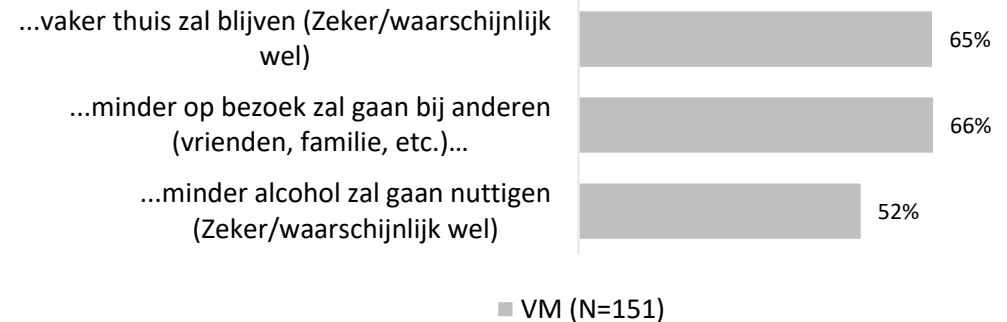 ...vaker thuis zal blijven (Zeker/waarschijnlijk
wel)
65%
...minder op bezoek zal gaan bij anderen
(vrienden, familie, etc.)…
66%
...minder alcohol zal gaan nuttigen
(Zeker/waarschijnlijk wel)
52%
VM (N=151)